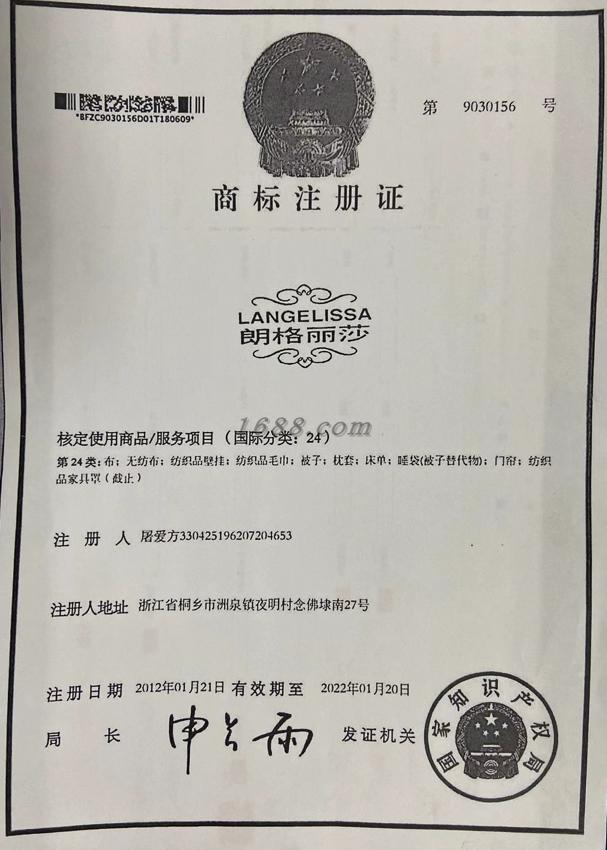 *BFZC9030156D01T180609*
第 9030156 号
商标注册证
LANGELISSA
朗格丽莎
1688.com
核定使用商品/服务项目（国际分类：24）
第24类：布；无纺布；纺织品壁挂；纺织品毛巾；被子；枕套；床单；睡袋(被子替代物)；门帘；纺织
品家具罩（截止）
注册人 屠爱方330425196207204653
注册人地址 浙江省桐乡市洲泉镇夜明村念佛埭南27号
注册日期 2012年01月21日 有效期至 2022年01月20日
局长 申长雨 发证机关
国家知识产权局